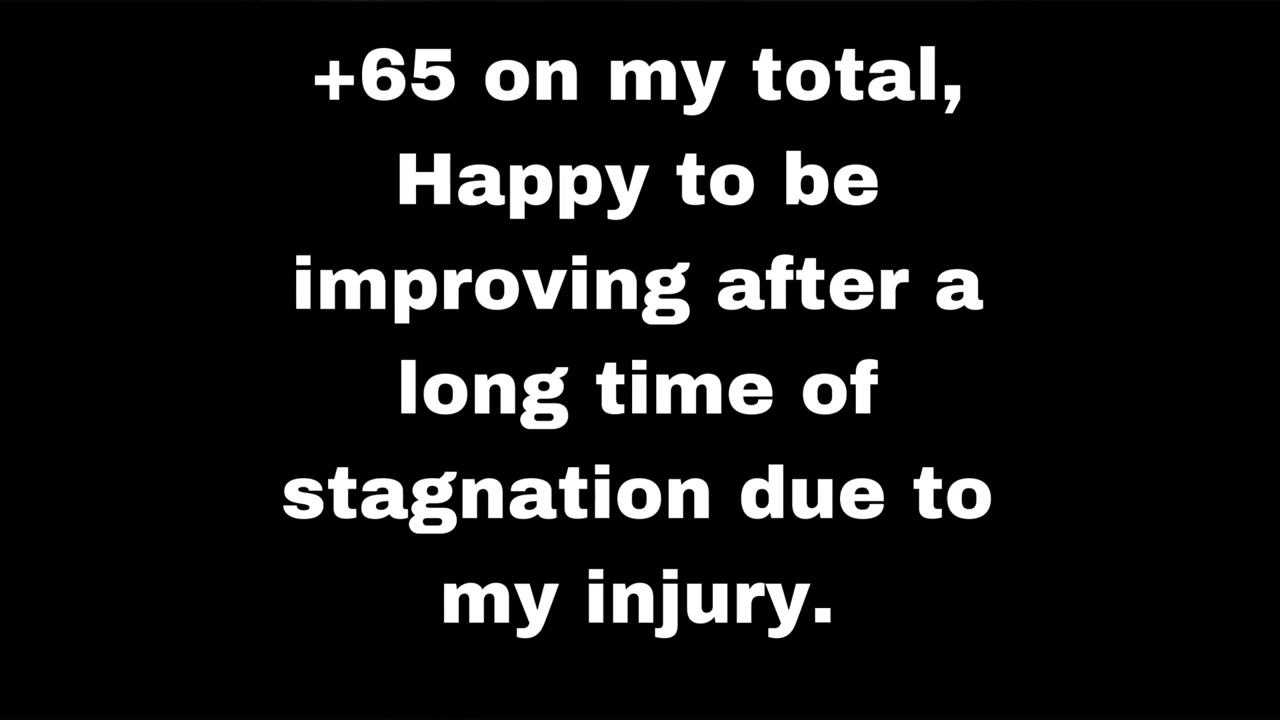 +65 on my total,
Happy to be
improving after a
long time of
stagnation due to
my injury.